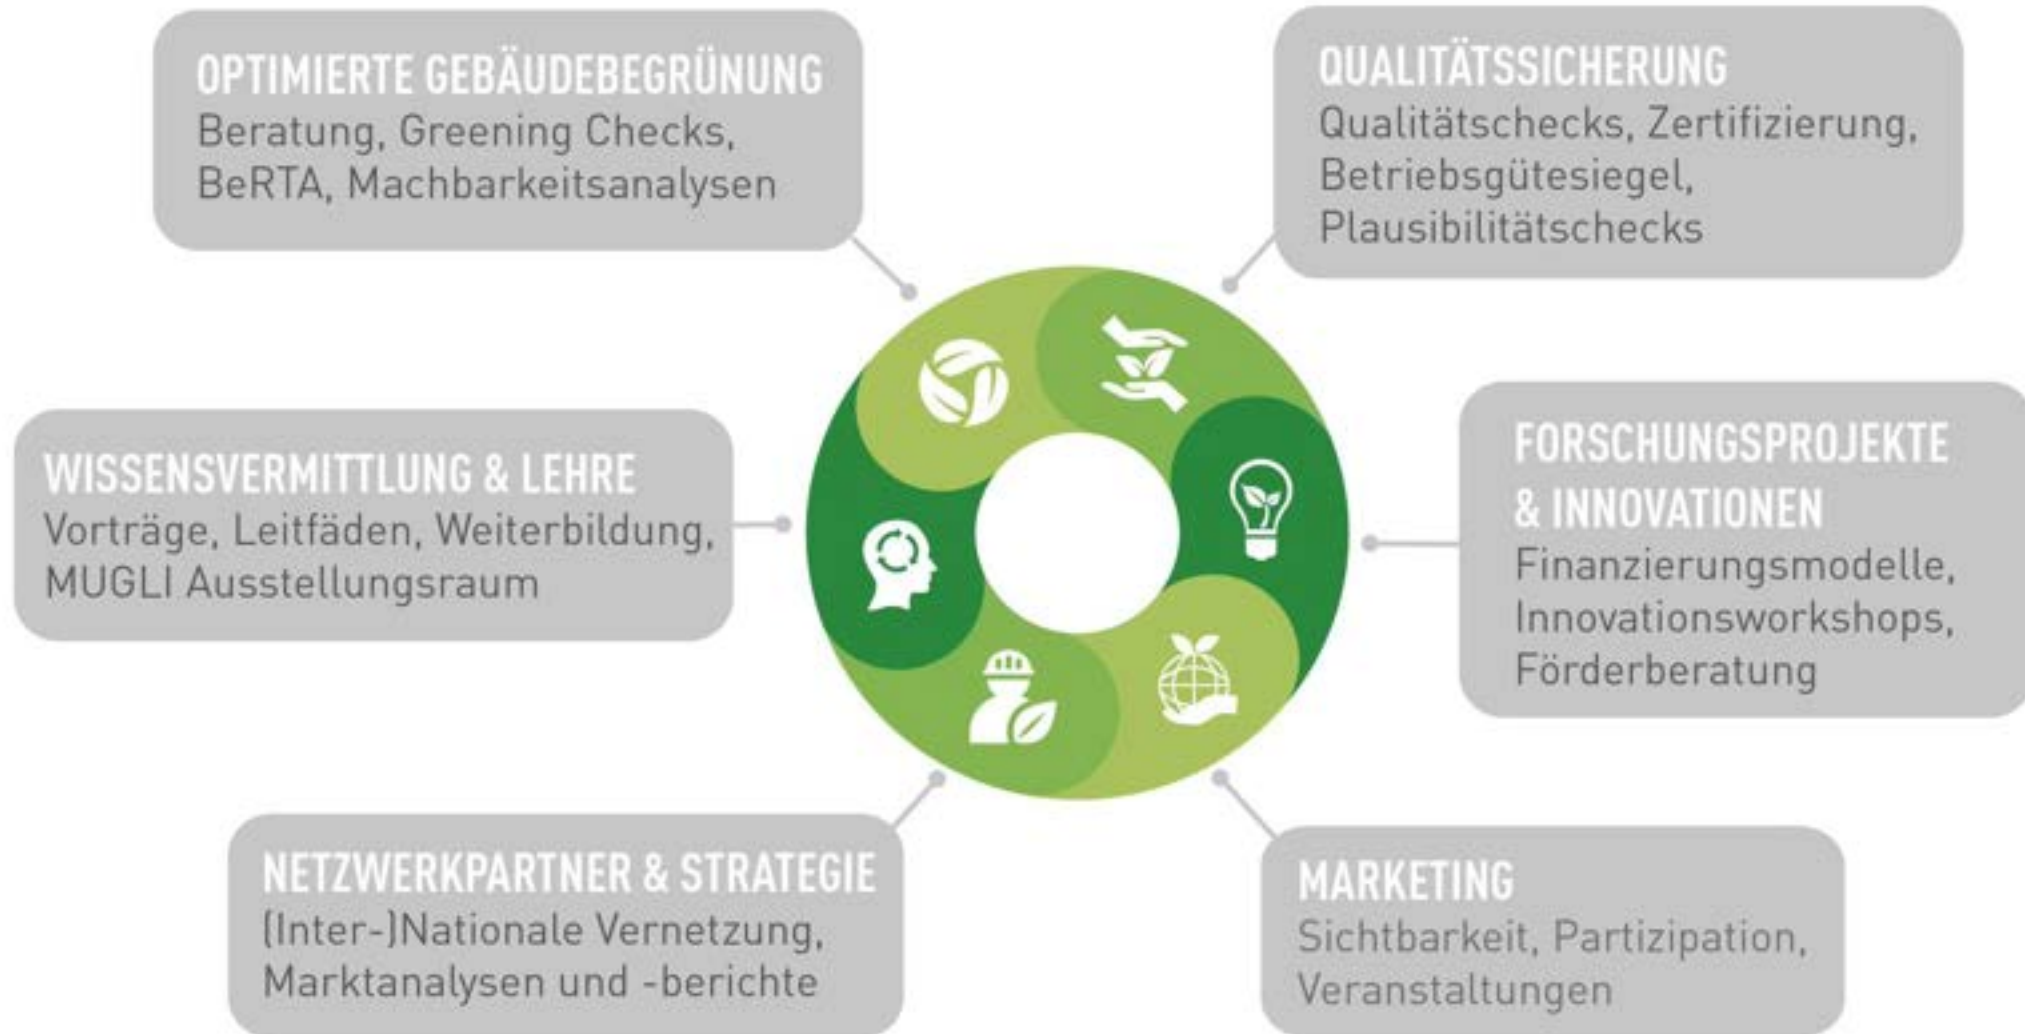 OPTIMIERTE GEBÄUDEBEGRÜNUNG
Beratung, Greening Checks,
BeRTA, Machbarkeitsanalysen
QUALITÄTSSICHERUNG
Qualitätschecks, Zertifizierung,
Betriebsgütesiegel,
Plausibilitätschecks
WISSENSVERMITTLUNG & LEHRE
Vorträge, Leitfäden, Weiterbildung,
MUGLI Ausstellungsraum
FORSCHUNGSPROJEKTE
& INNOVATIONEN
Finanzierungsmodelle,
Innovationsworkshops,
Förderberatung
NETZWERKPARTNER & STRATEGIE
(Inter-)Nationale Vernetzung,
Marktanalysen und -berichte
MARKETING
Sichtbarkeit, Partizipation,
Veranstaltungen